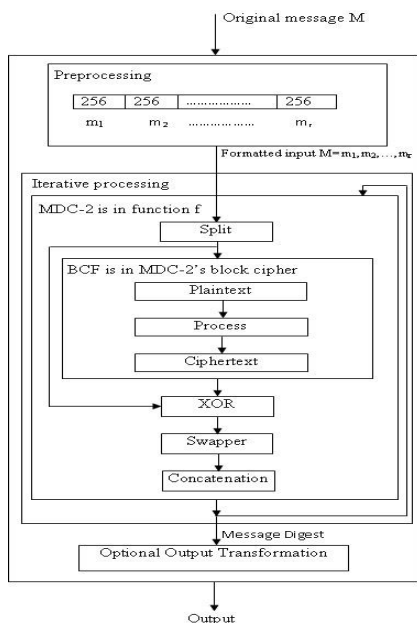 Original message M
Preprocessing
256 256 .................. 256
m1 m2 .................. mr
Formatted input M=m1,m2,...,mr
Iterative processing
MDC-2 is in function f
Split
BCF is in MDC-2's block cipher
Plaintext
Process
Ciphertext
XOR
Swapper
Concatenation
Message Digest
Optional Output Transformation
Output